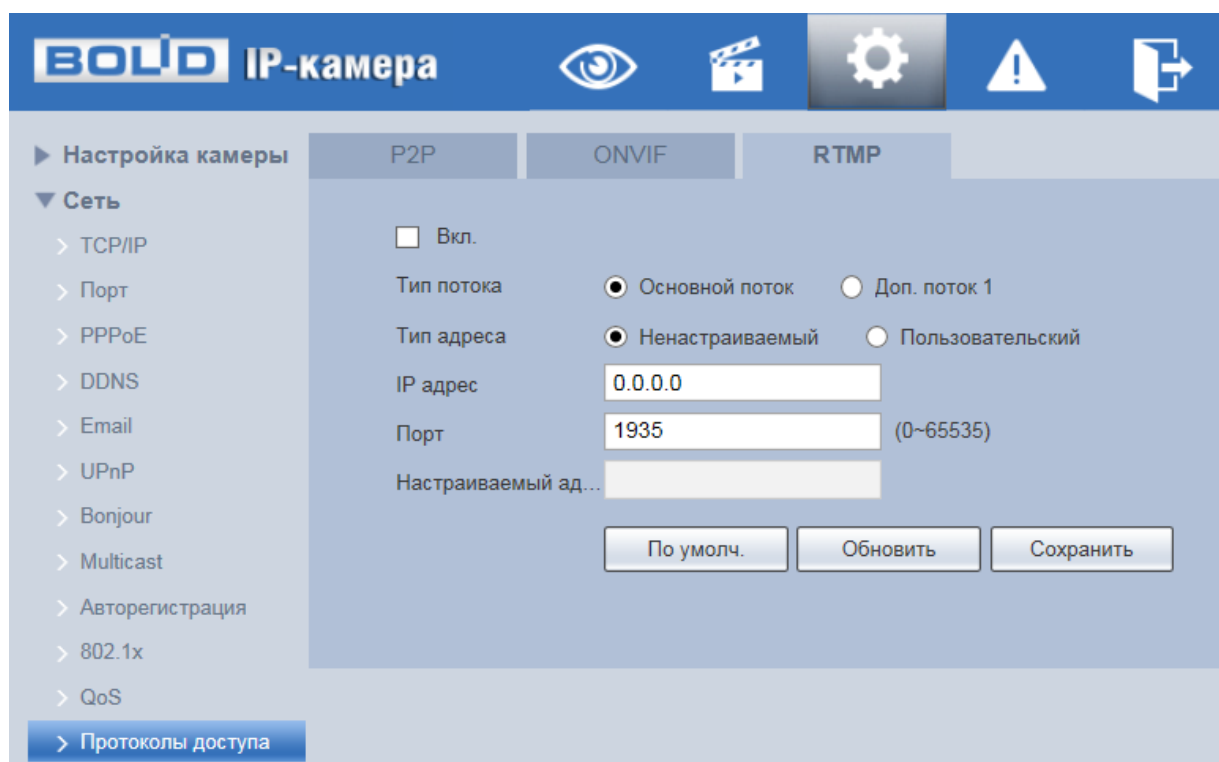 BOLID IP-камера
Настройка камеры
Сеть
TCP/IP
Порт
PPPoE
DDNS
Email
UPnP
Bonjour
Multicast
Авторегистрация
802.1x
QoS
Протоколы доступа
P2P ONVIF RTMP
Вкл.
Тип потока Основной поток Доп. поток 1
Тип адреса Ненастраиваемый Пользовательский
IP адрес 0.0.0.0
Порт 1935 (0~65535)
Настраиваемый ад...
По умолч. Обновить Сохранить